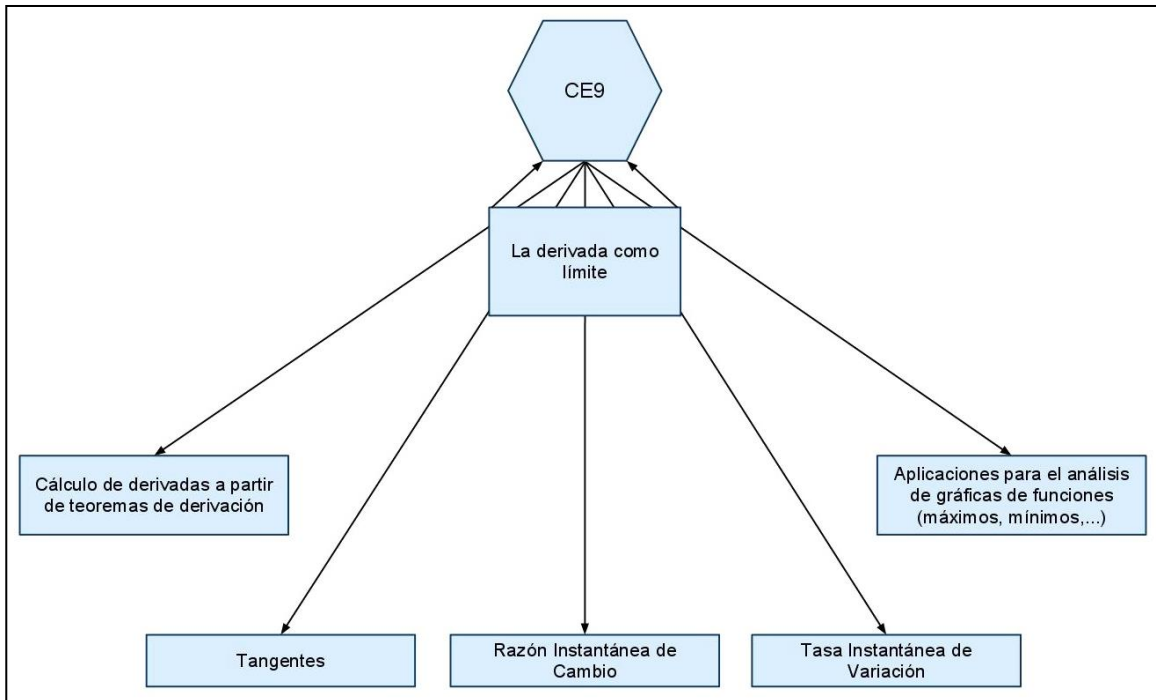 CE9
La derivada como
límite
Cálculo de derivadas a partir
de teoremas de derivación
Aplicaciones para el análisis
de gráficas de funciones
(máximos, mínimos,...)
Tangentes
Razón Instantánea de
Cambio
Tasa Instantánea de
Variación